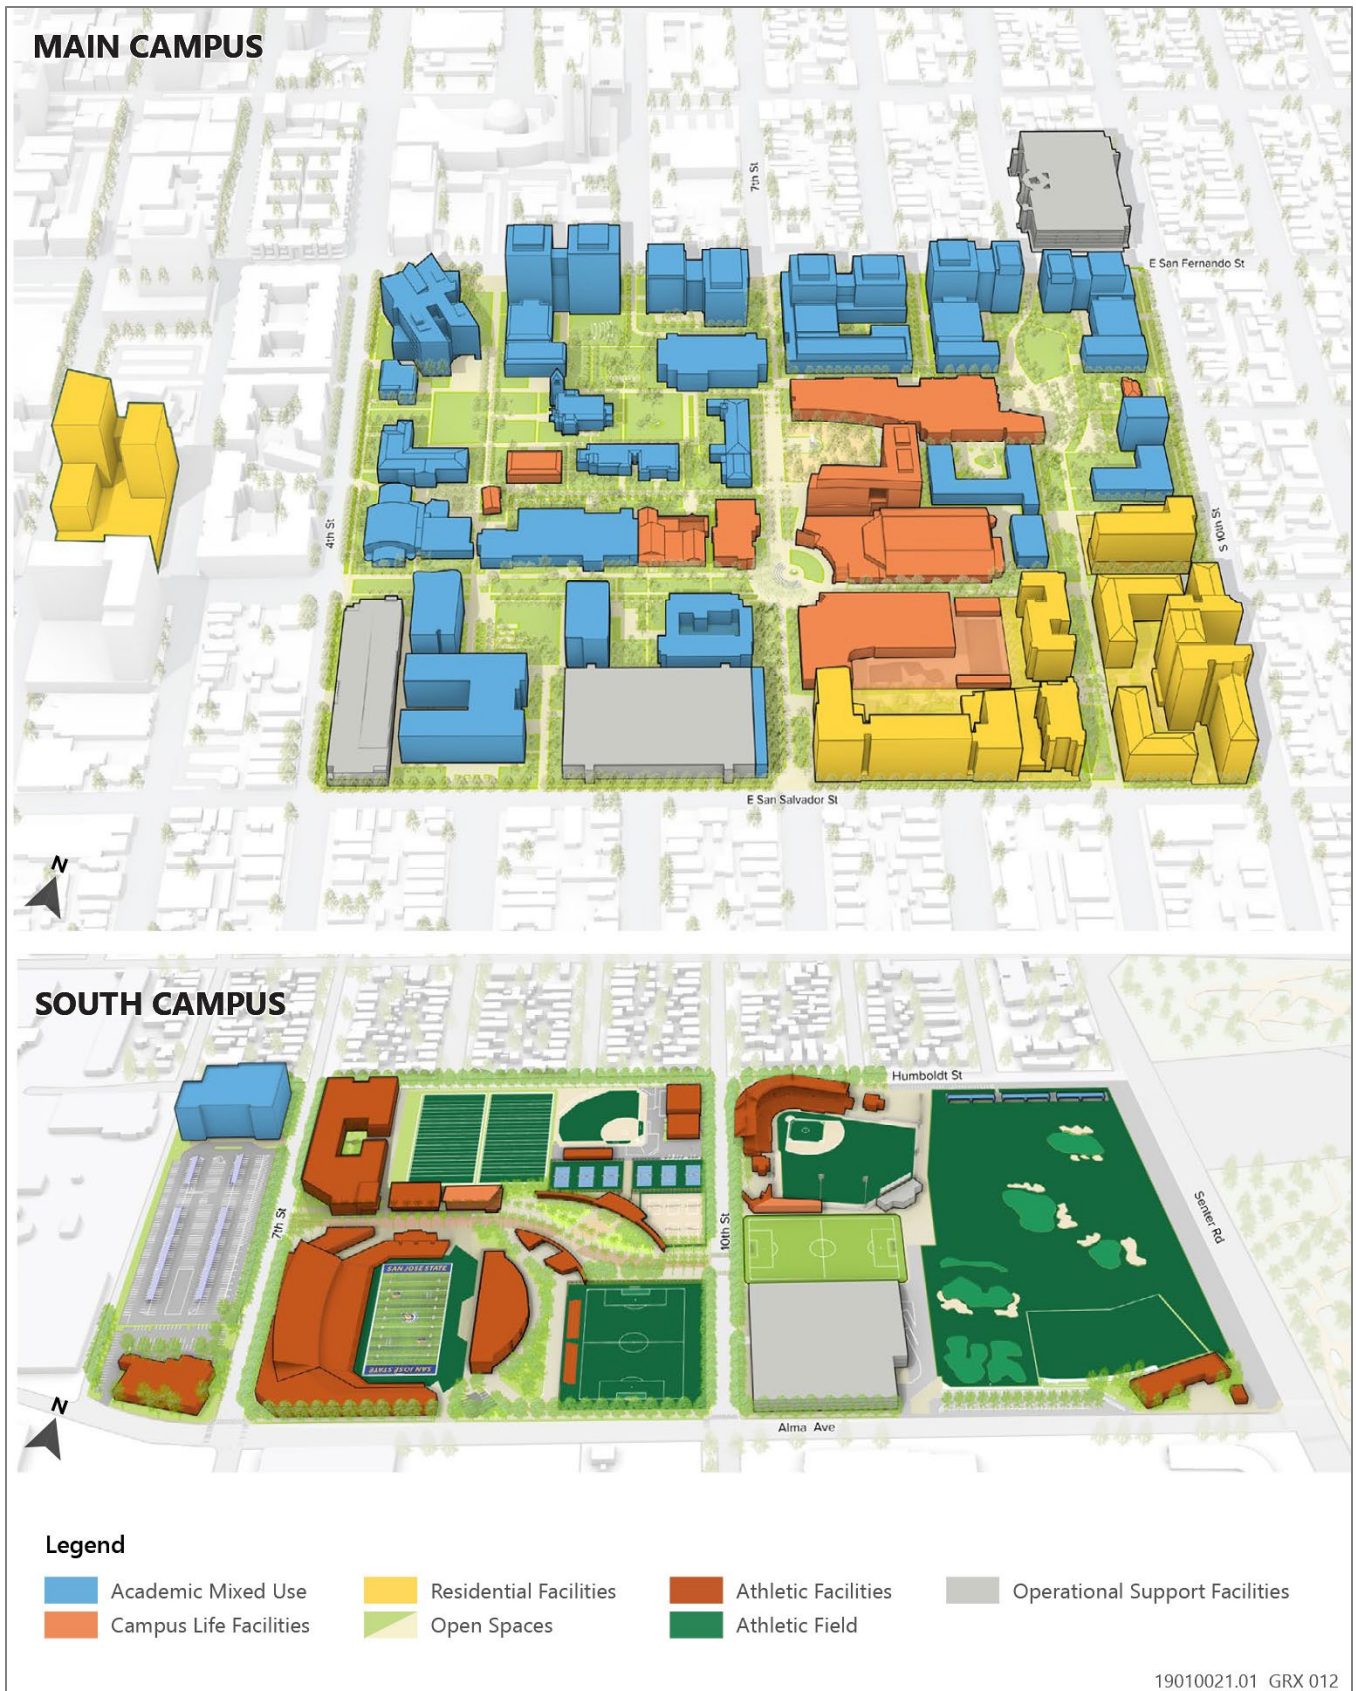 MAIN CAMPUS
7th St
E San Fernando St
4th St
S 10th St
E San Salvador St
N
SOUTH CAMPUS
Humboldt St
7th St
10th St
Senter Rd
SAN JOSE STATE
SAN JOSE STATE
N
Alma Ave
Legend
Academic Mixed Use
Residential Facilities
Athletic Facilities
Operational Support Facilities
Campus Life Facilities
Open Spaces
Athletic Field
19010021.01 GRX 012